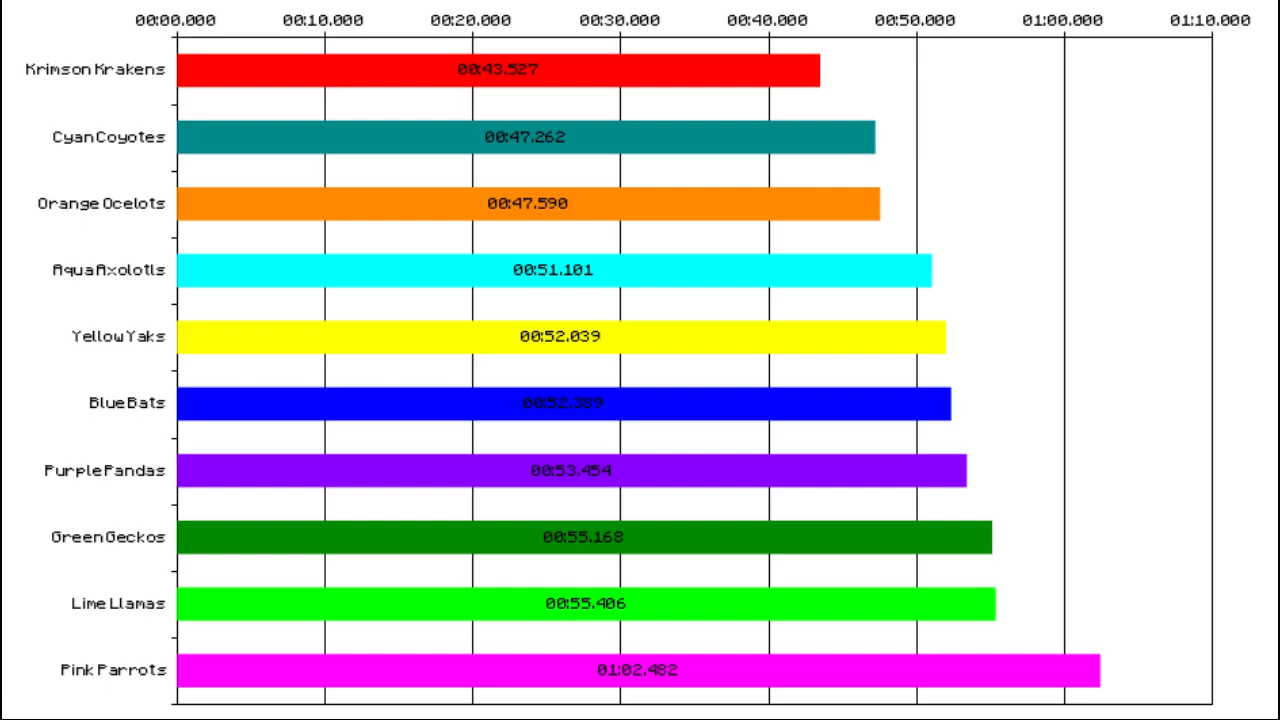 00:00.000 00:10.000 00:20.000 00:30.000 00:40.000 00:50.000 01:00.000 01:10.000
Krimson Krakens 00:43.527
Cyan Coyotes 00:47.262
Orange Ocelots 00:47.590
Aqua Axolotls 00:51.101
Yellow Yaks 00:52.039
Blue Bats 00:52.389
Purple Pandas 00:53.454
Green Geckos 00:55.168
Lime Llamas 00:55.406
Pink Parrots 01:02.482